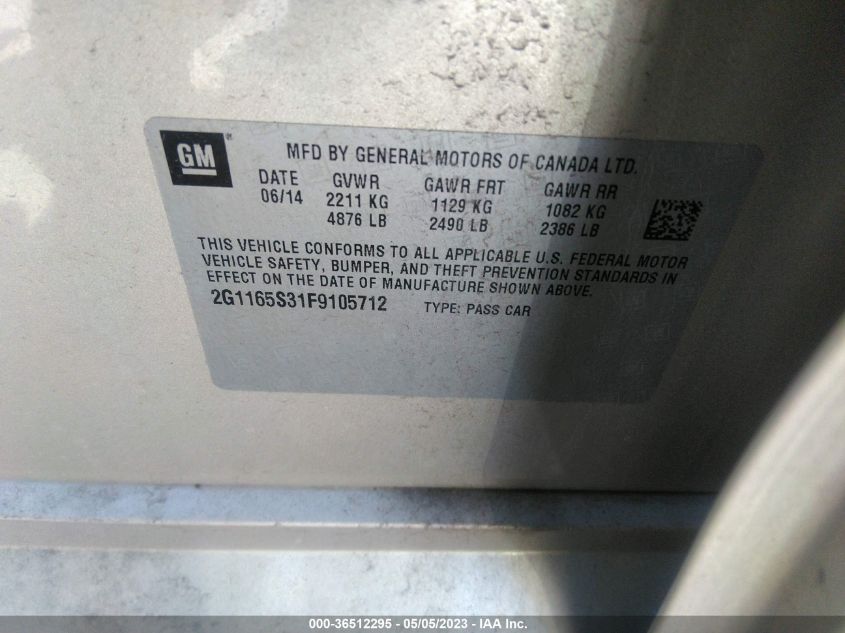 GM
MFD BY GENERAL MOTORS OF CANADA LTD.
DATE GVWR GAWR FRT GAWR RR
06/14 2211 KG 1129 KG 1082 KG
4876 LB 2490 LB 2386 LB
THIS VEHICLE CONFORMS TO ALL APPLICABLE U.S. FEDERAL MOTOR
VEHICLE SAFETY, BUMPER, AND THEFT PREVENTION STANDARDS IN
EFFECT ON THE DATE OF MANUFACTURE SHOWN ABOVE.
2G1165S31F9105712 TYPE: PASS CAR
000-36512295 - 05/05/2023 - IAA Inc.